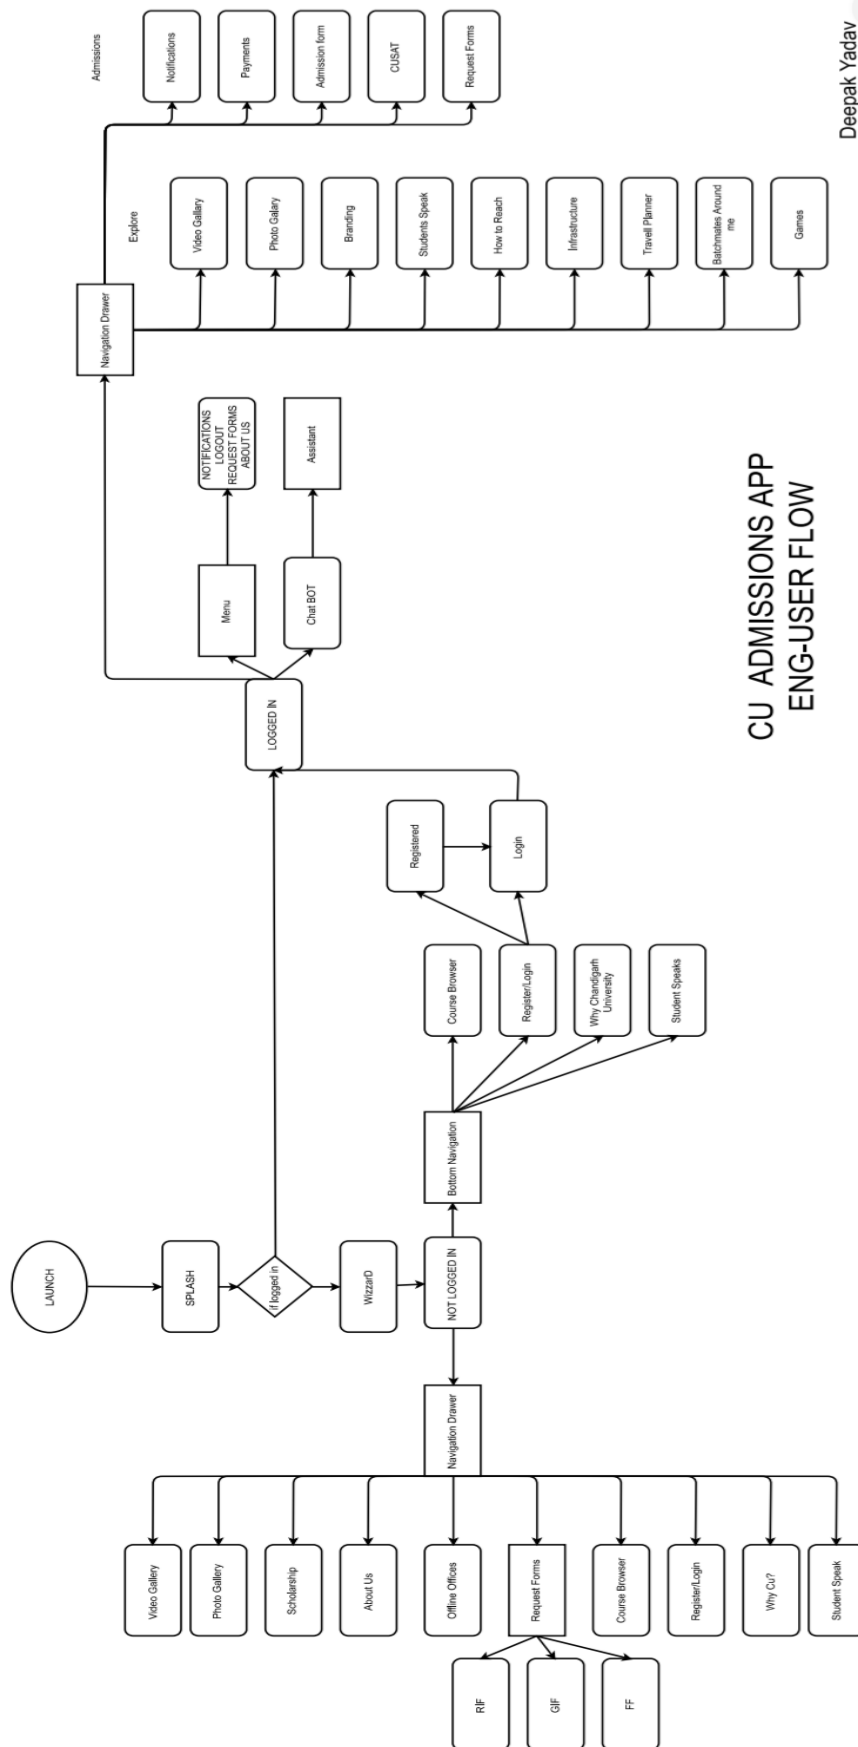 LAUNCH
SPLASH
if logged in
WizzarD
NOT LOGGED IN
Navigation Drawer
Video Gallery
Photo Gallery
Scholarship
About Us
Offline Offices
Request Forms
Course Browser
Register/Login
Why Cu?
Student Speak
RIF
GIF
FF
Bottom Navigation
Course Browser
Register/Login
Why Chandigarh
University
Student Speaks
Registered
Login
LOGGED IN
Menu
NOTIFICATIONS
LOGOUT
REQUEST FORMS
ABOUT US
Chat BOT
Assistant
Navigation Drawer
Admissions
Notifications
Payments
Admission form
CUSAT
Request Forms
Explore
Video Gallary
Photo Galary
Branding
Students Speak
How to Reach
Infrastructure
Travell Planner
Batchmates Around
me
Games
CU ADMISSIONS APP
ENG-USER FLOW
Deepak Yadav